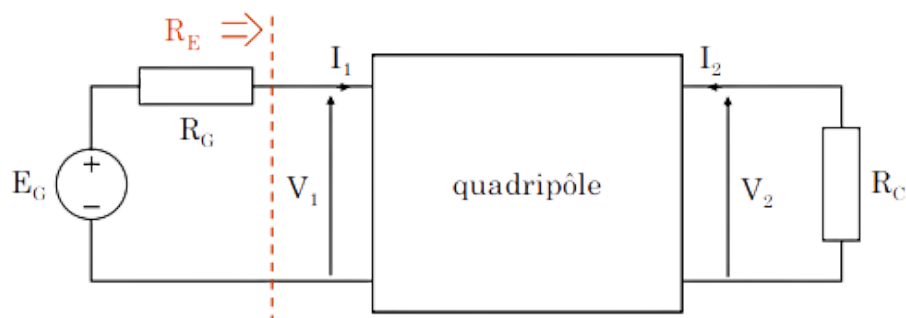 R_E ⇒
I_1
I_2
R_G
+
E_G
−
V_1
quadripôle
V_2
R_C